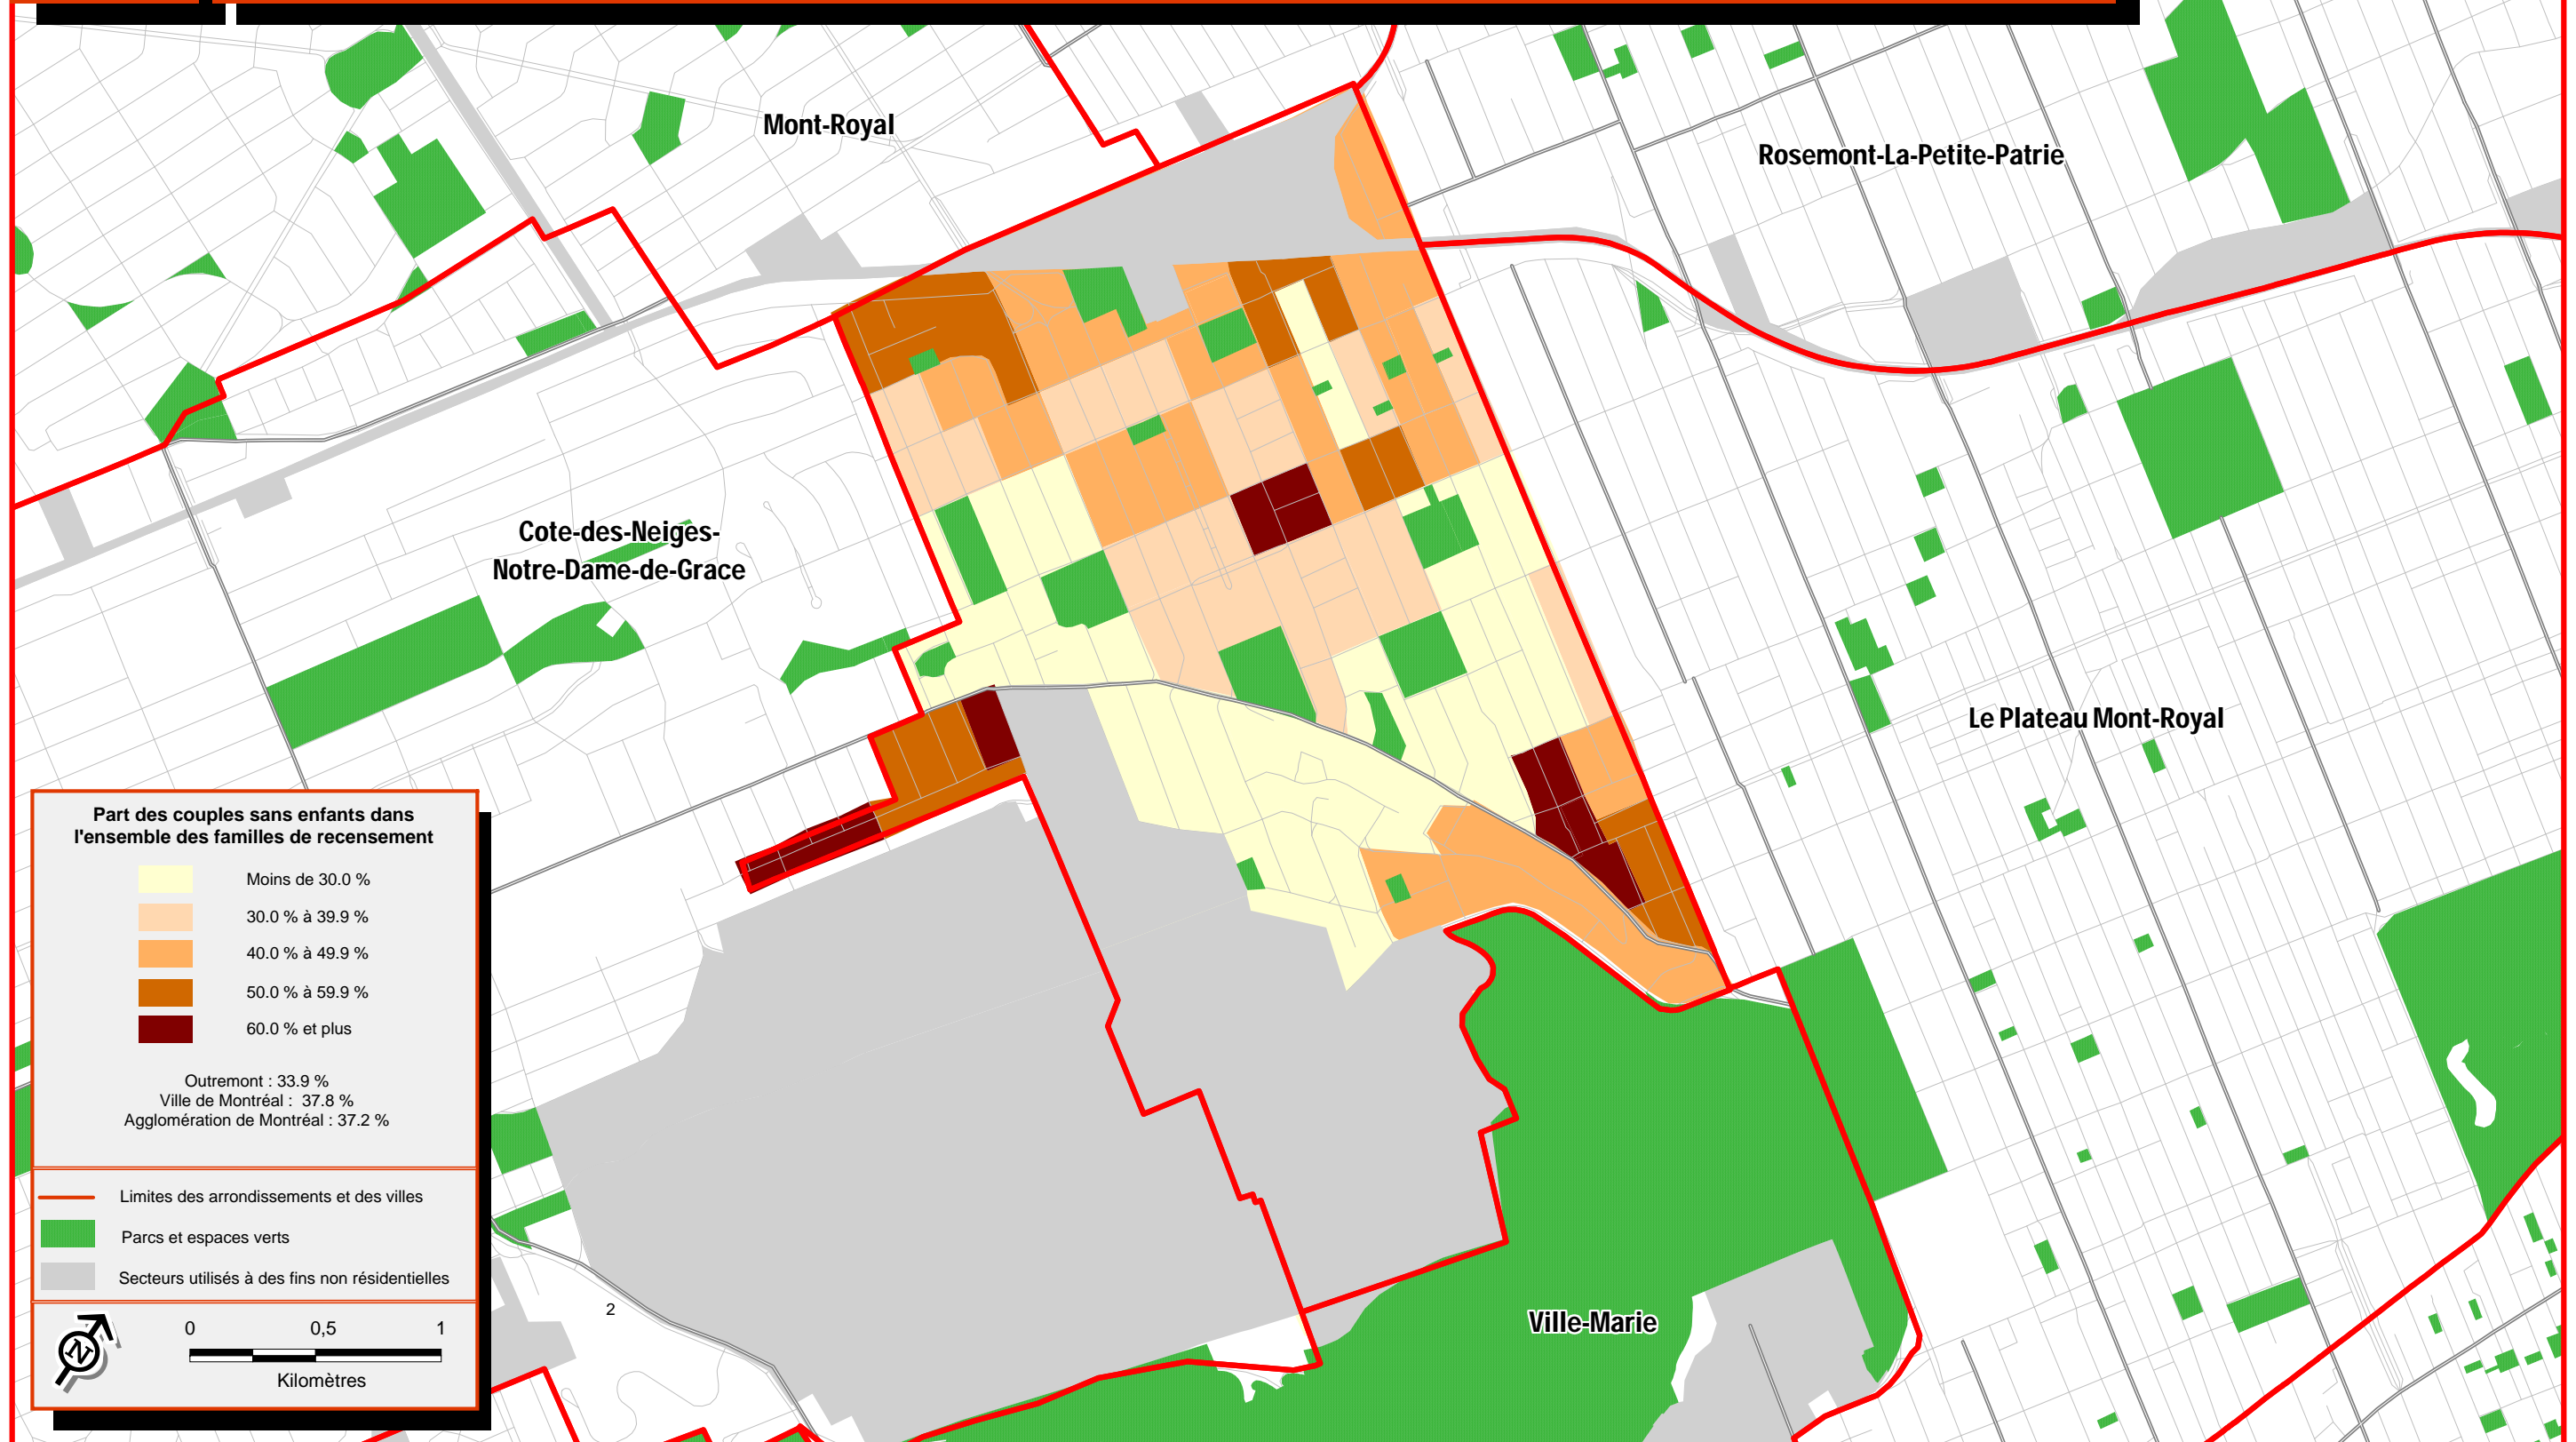 Mont-Royal
Rosemont-La-Petite-Patrie
Cote-des-Neiges-
Notre-Dame-de-Grace
Le Plateau Mont-Royal
Ville-Marie
Part des couples sans enfants dans
l'ensemble des familles de recensement
Moins de 30.0 %
30.0 % à 39.9 %
40.0 % à 49.9 %
50.0 % à 59.9 %
60.0 % et plus
Outremont : 33.9 %
Ville de Montréal : 37.8 %
Agglomération de Montréal : 37.2 %
Limites des arrondissements et des villes
Parcs et espaces verts
Secteurs utilisés à des fins non résidentielles
N
0 0,5 1
Kilomètres
2